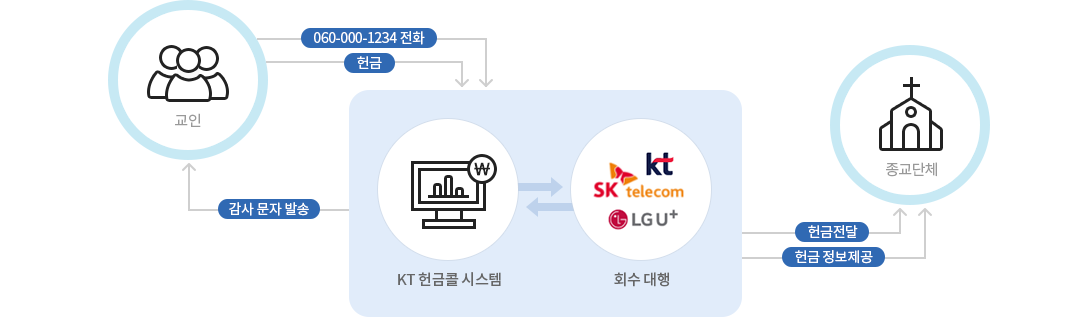 060-000-1234 전화
헌금
교인
₩
kt
SK telecom
LG U+
종교단체
감사 문자 발송
헌금전달
헌금 정보제공
KT 헌금콜 시스템
회수 대행